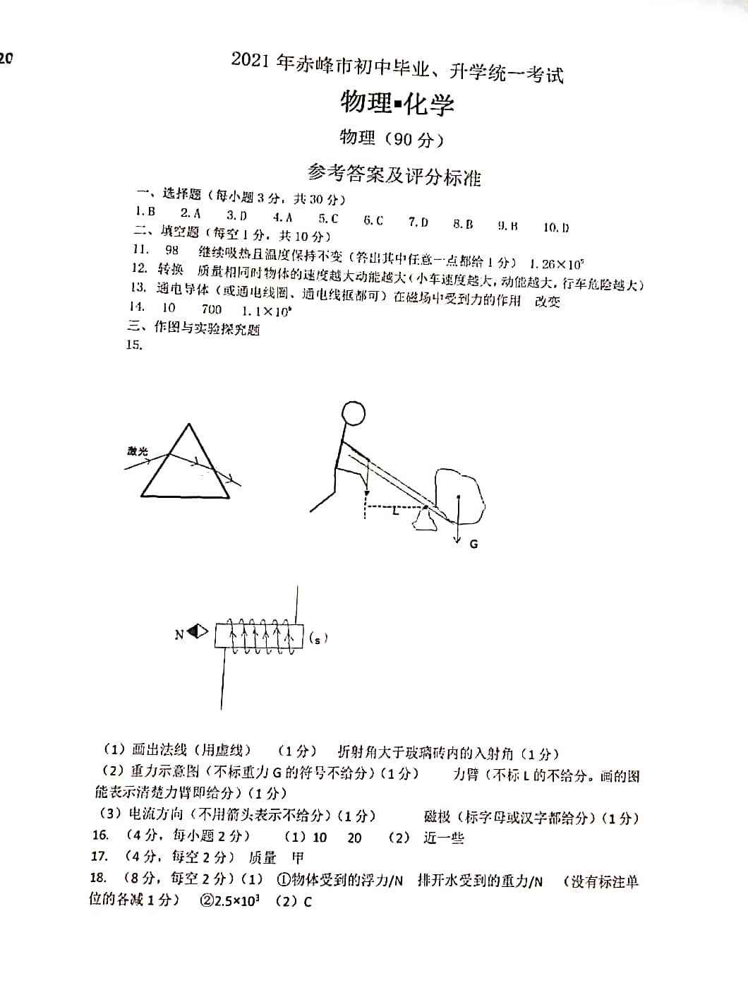 20
2021年赤峰市初中毕业、升学统一考试
物理·化学
物理（90分）
参考答案及评分标准
一、选择题（每小题3分，共30分）
1.B 2.A 3.D 4.A 5.C 6.C 7.D 8.B 9.B 10.D
二、填空题（每空1分，共10分）
11. 98 继续吸热且温度保持不变（答出其中任意一点都给1分） 1.26×10⁵
12. 转换 质量相同时物体的速度越大动能越大（小车速度越大，动能越大，行车危险越大）
13. 通电导体（或通电线圈、通电线框都可）在磁场中受到力的作用 改变
14. 10 700 1.1×10
三、作图与实验探究题
15.
激光
L
G
N
（s）
（1）画出法线（用虚线） （1分） 折射角大于玻璃砖内的入射角（1分）
（2）重力示意图（不标重力G的符号不给分）（1分） 力臂（不标L的不给分。画的图
能表示清楚力臂即给分）（1分）
（3）电流方向（不用箭头表示不给分）（1分） 磁极（标字母或汉字都给分）（1分）
16. （4分，每小题2分） （1）10 20 （2） 近一些
17. （4分，每空2分） 质量 甲
18. （8分，每空2分）（1） ①物体受到的浮力/N 排开水受到的重力/N （没有标注单
位的各减1分） ②2.5×10³ （2）C